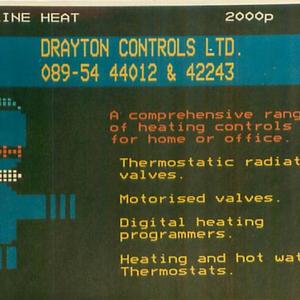 LINE HEAT 2000p
DRAYTON CONTROLS LTD.
089-54 44012 & 42243
A comprehensive rang
of heating controls
for home or office.
Thermostatic radiat
valves.
Motorised valves.
Digital heating
programmers.
Heating and hot wat
Thermostats.